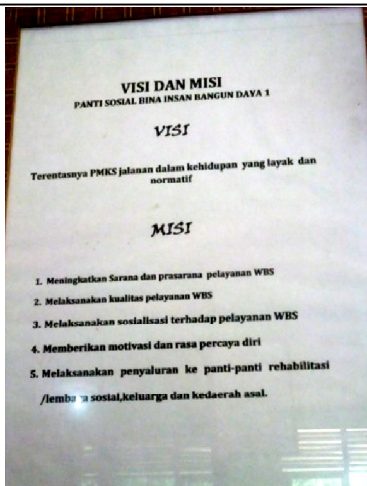 VISI DAN MISI
PANTI SOSIAL BINA INSAN BANGUN DAYA 1
VISI
Terentasnya PMKS jalanan dalam kehidupan yang layak dan
normatif
MISI
1. Meningkatkan Sarana dan prasarana pelayanan WBS
2. Melaksanakan kualitas pelayanan WBS
3. Melaksanakan sosialisasi terhadap pelayanan WBS
4. Memberikan motivasi dan rasa percaya diri
5. Melaksanakan penyaluran ke panti-panti rehabilitasi
/lembaga sosial,keluarga dan kedaerah asal.